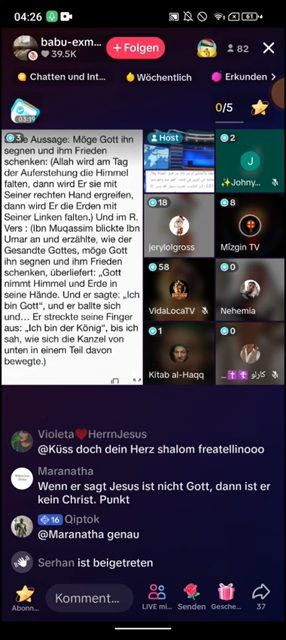 04:26
61
babu-exm...
39.5K
+ Folgen
82
Chatten und Int...
Wöchentlich
Erkunden
03:19
0/5
3
e Aussage: Möge Gott ihn
segnen und ihm Frieden
schenken: (Allah wird am Tag
der Auferstehung die Himmel
falten, dann wird Er sie mit
Seiner rechten Hand ergreifen,
dann wird Er die Erden mit
Seiner Linken falten.) Und im R.
Vers : (Ibn Muqassim blickte Ibn
Umar an und erzählte, wie der
Gesandte Gottes, möge Gott
ihn segnen und ihm Frieden
schenken, überliefert: „Gott
nimmt Himmel und Erde in
seine Hände. Und er sagte: „Ich
bin Gott“, und er ballte sich
und… Er streckte seine Finger
aus: „Ich bin der König“, bis ich
sah, wie sich die Kanzel von
unten in einem Teil davon
bewegte.)
Host
2
J
Johny...
18
jerylolgross
8
Mîzgin TV
58
VidaLocaTV
0
Nehemia
1
Kitab al-Haqq
0
... كارلو
Violeta❤️HerrnJesus
@Küss doch dein Herz shalom freatellinooo
Maranatha
Wenn er sagt Jesus ist nicht Gott, dann ist er
kein Christ. Punkt
16 Qiptok
@Maranatha genau
Serhan ist beigetreten
Abonn...
Komment...
LIVE mi...
Senden
Gesche...
37